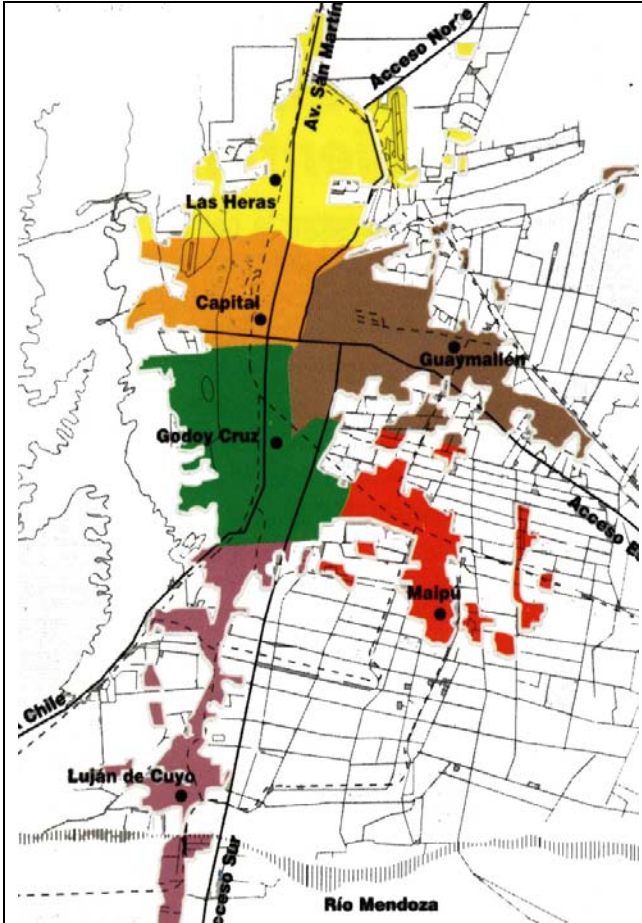 Av. San Martín
Acceso Norte
Las Heras
Capital
Guaymallén
Godoy Cruz
Acceso Es
Maipú
Chile
Luján de Cuyo
Acceso Sur
Río Mendoza